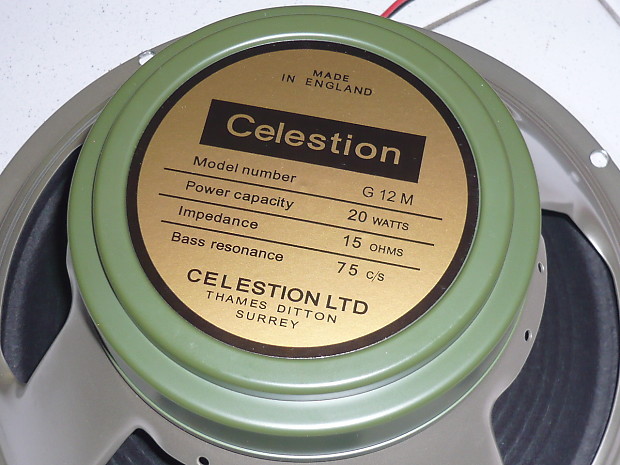 MADE
IN ENGLAND
Celestion
Model number G 12 M
Power capacity 20 WATTS
Impedance 15 OHMS
Bass resonance 75 C/S
CELESTION LTD
THAMES DITTON
SURREY